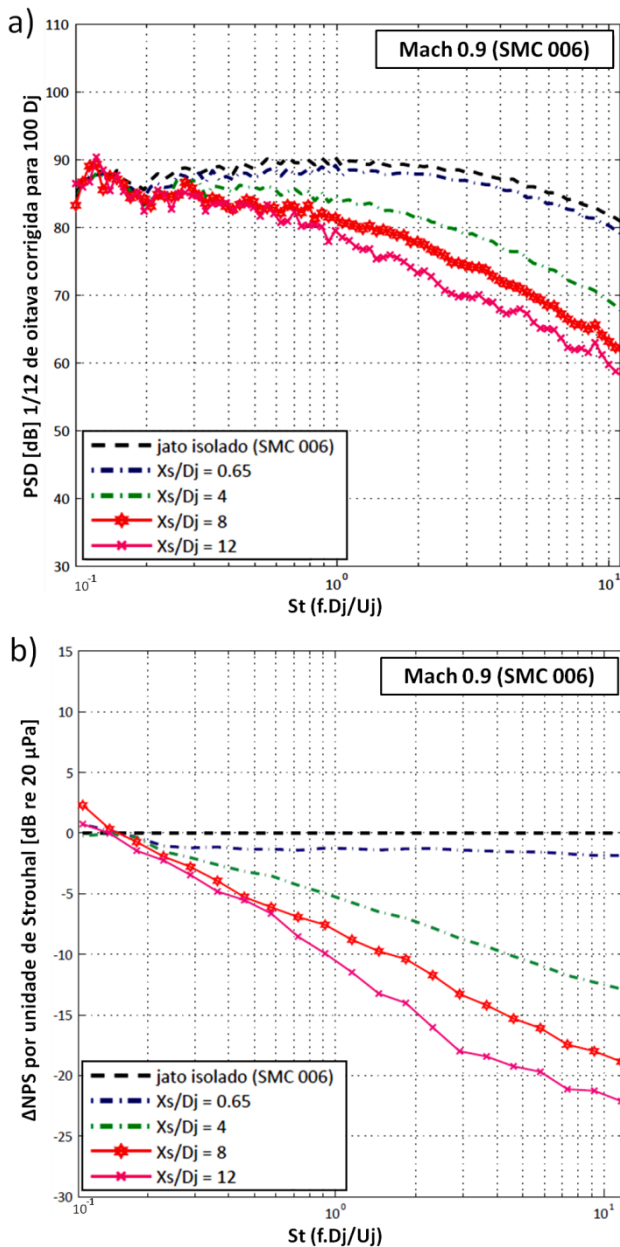 a)
Mach 0.9 (SMC 006)
PSD [dB] 1/12 de oitava corrigida para 100 Dj
110
100
90
80
70
60
50
40
30
jato isolado (SMC 006)
Xs/Dj = 0.65
Xs/Dj = 4
Xs/Dj = 8
Xs/Dj = 12
10⁻¹
10⁰
10¹
St (f.Dj/Uj)
b)
Mach 0.9 (SMC 006)
ΔNPS por unidade de Strouhal [dB re 20 µPa]
15
10
5
0
-5
-10
-15
-20
-25
-30
jato isolado (SMC 006)
Xs/Dj = 0.65
Xs/Dj = 4
Xs/Dj = 8
Xs/Dj = 12
10⁻¹
10⁰
10¹
St (f.Dj/Uj)